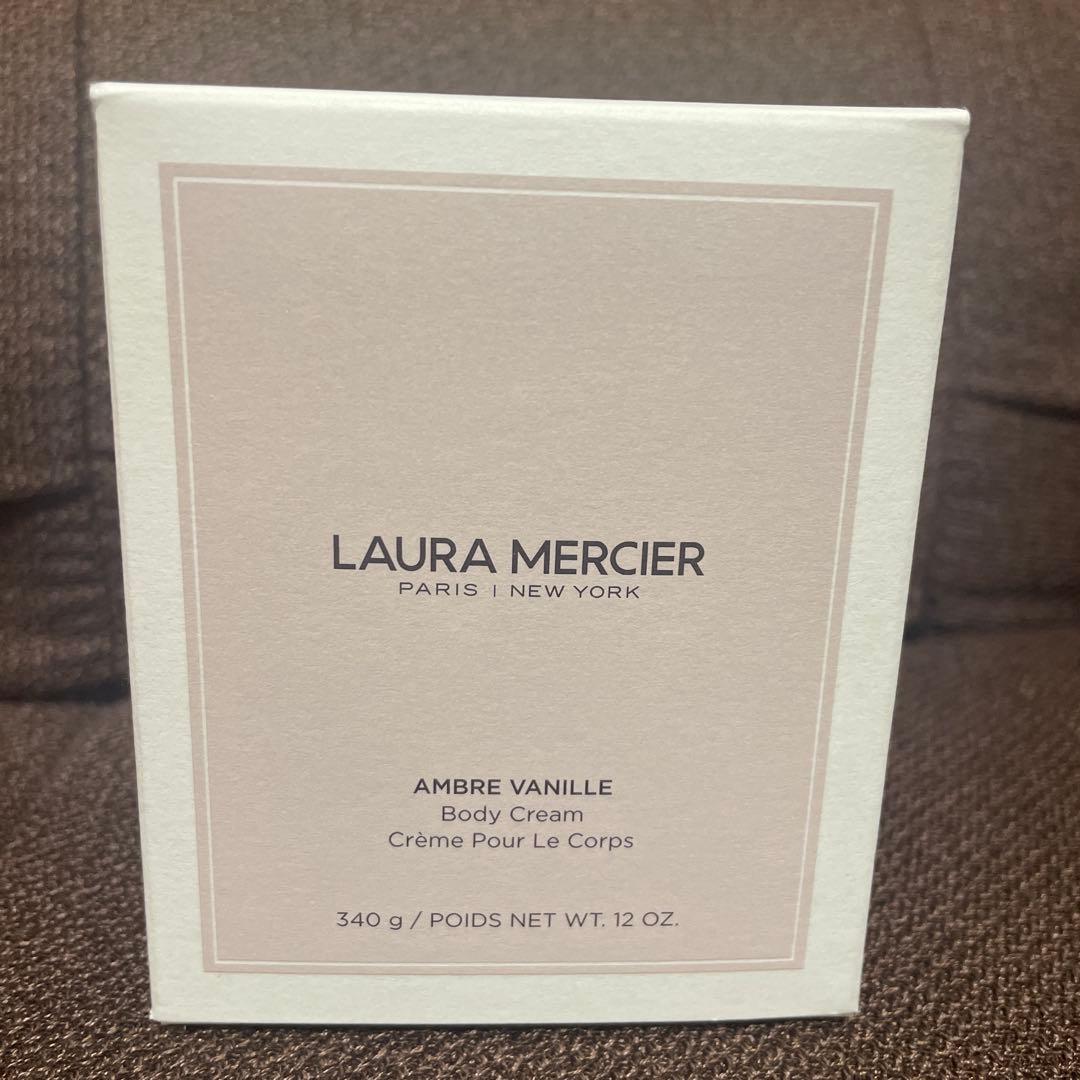 LAURA MERCIER
PARIS | NEW YORK
AMBRE VANILLE
Body Cream
Crème Pour Le Corps
340 g / POIDS NET WT. 12 OZ.